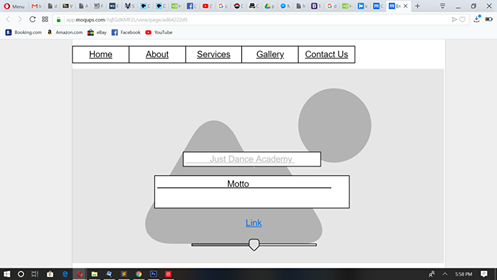 Menu
app.moqups.com
Booking.com Amazon.com eBay Facebook YouTube
Home About Services Gallery Contact Us
Just Dance Academy
Motto
Link
5:58 PM